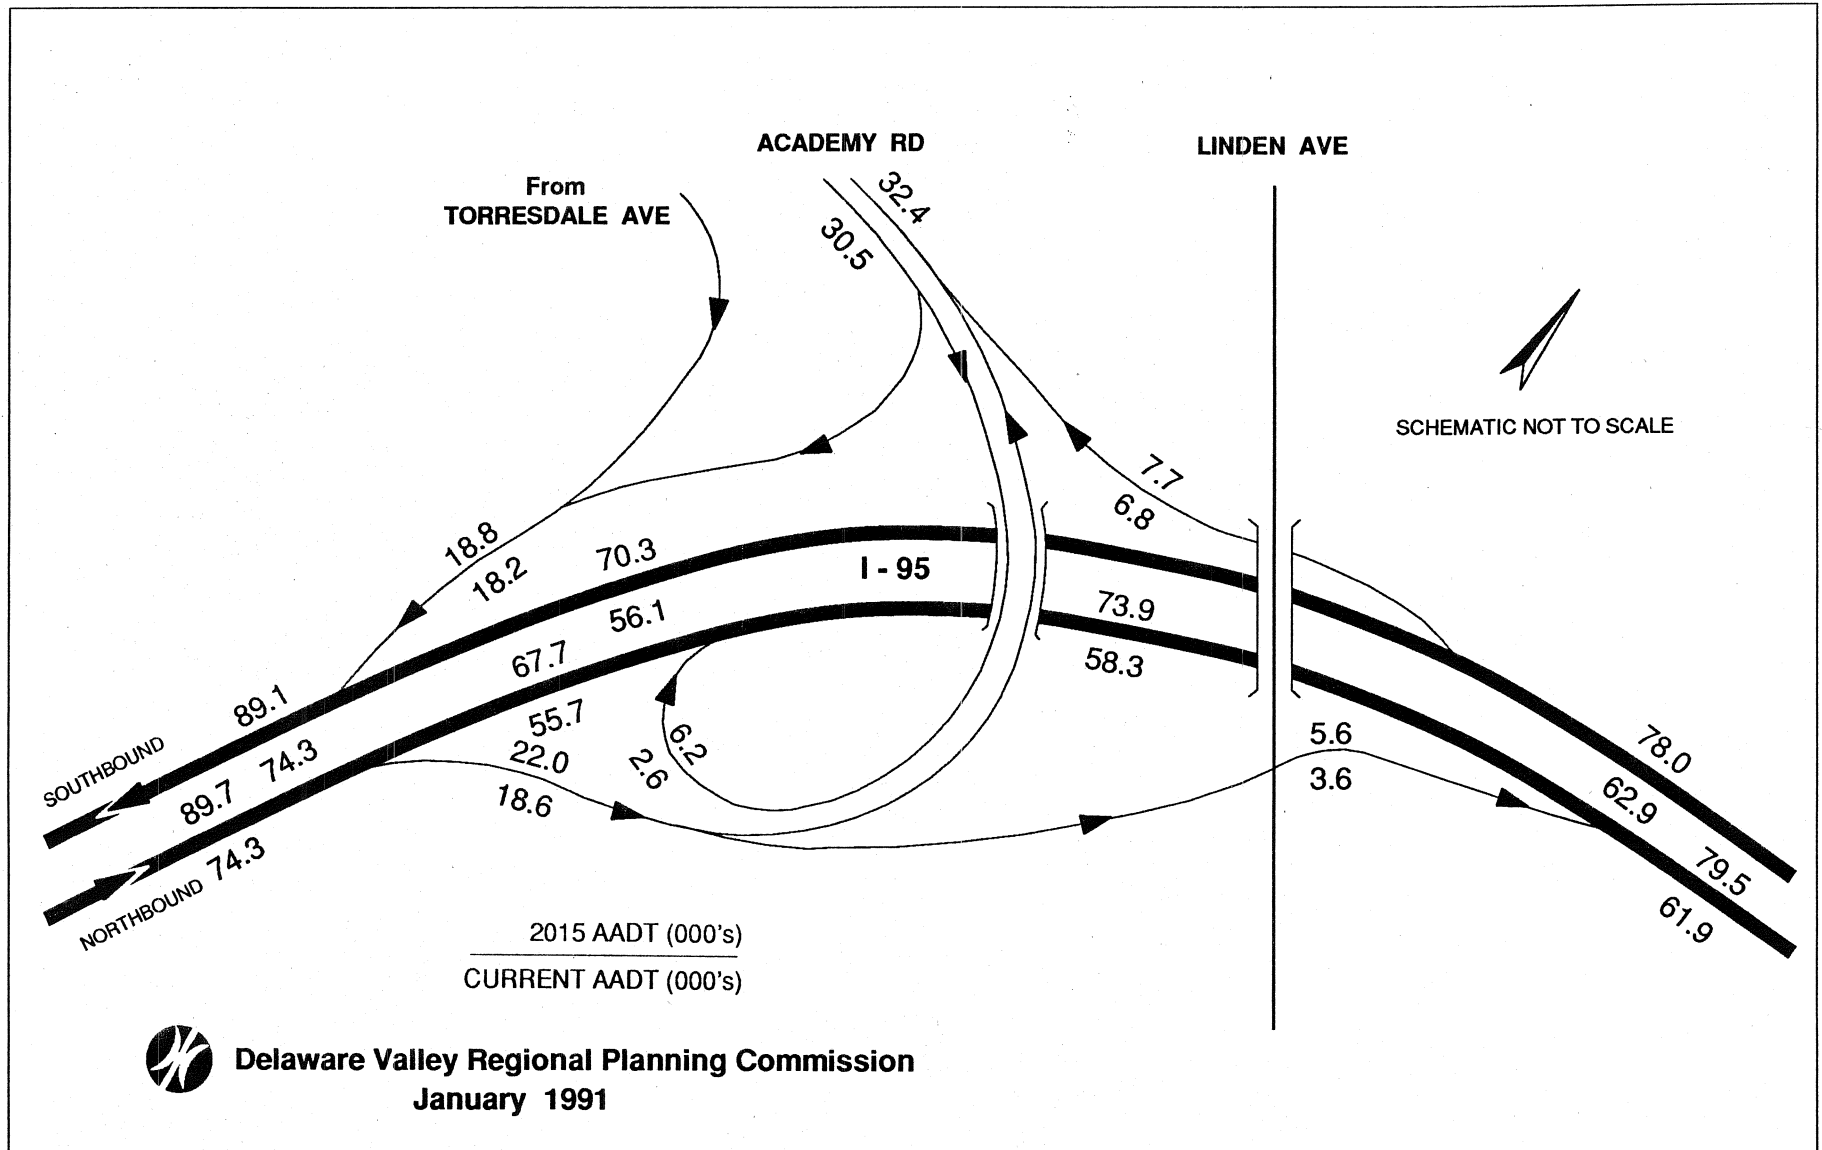 ACADEMY RD
LINDEN AVE
From
TORRESDALE AVE
32.4
30.5
SCHEMATIC NOT TO SCALE
7.7
6.8
18.8
18.2
70.3
56.1
I - 95
73.9
58.3
67.7
55.7
89.1
74.3
SOUTHBOUND
89.7
74.3
NORTHBOUND
22.0
18.6
6.2
2.6
5.6
3.6
78.0
62.9
79.5
61.9
2015 AADT (000's)
CURRENT AADT (000's)
Delaware Valley Regional Planning Commission
January 1991